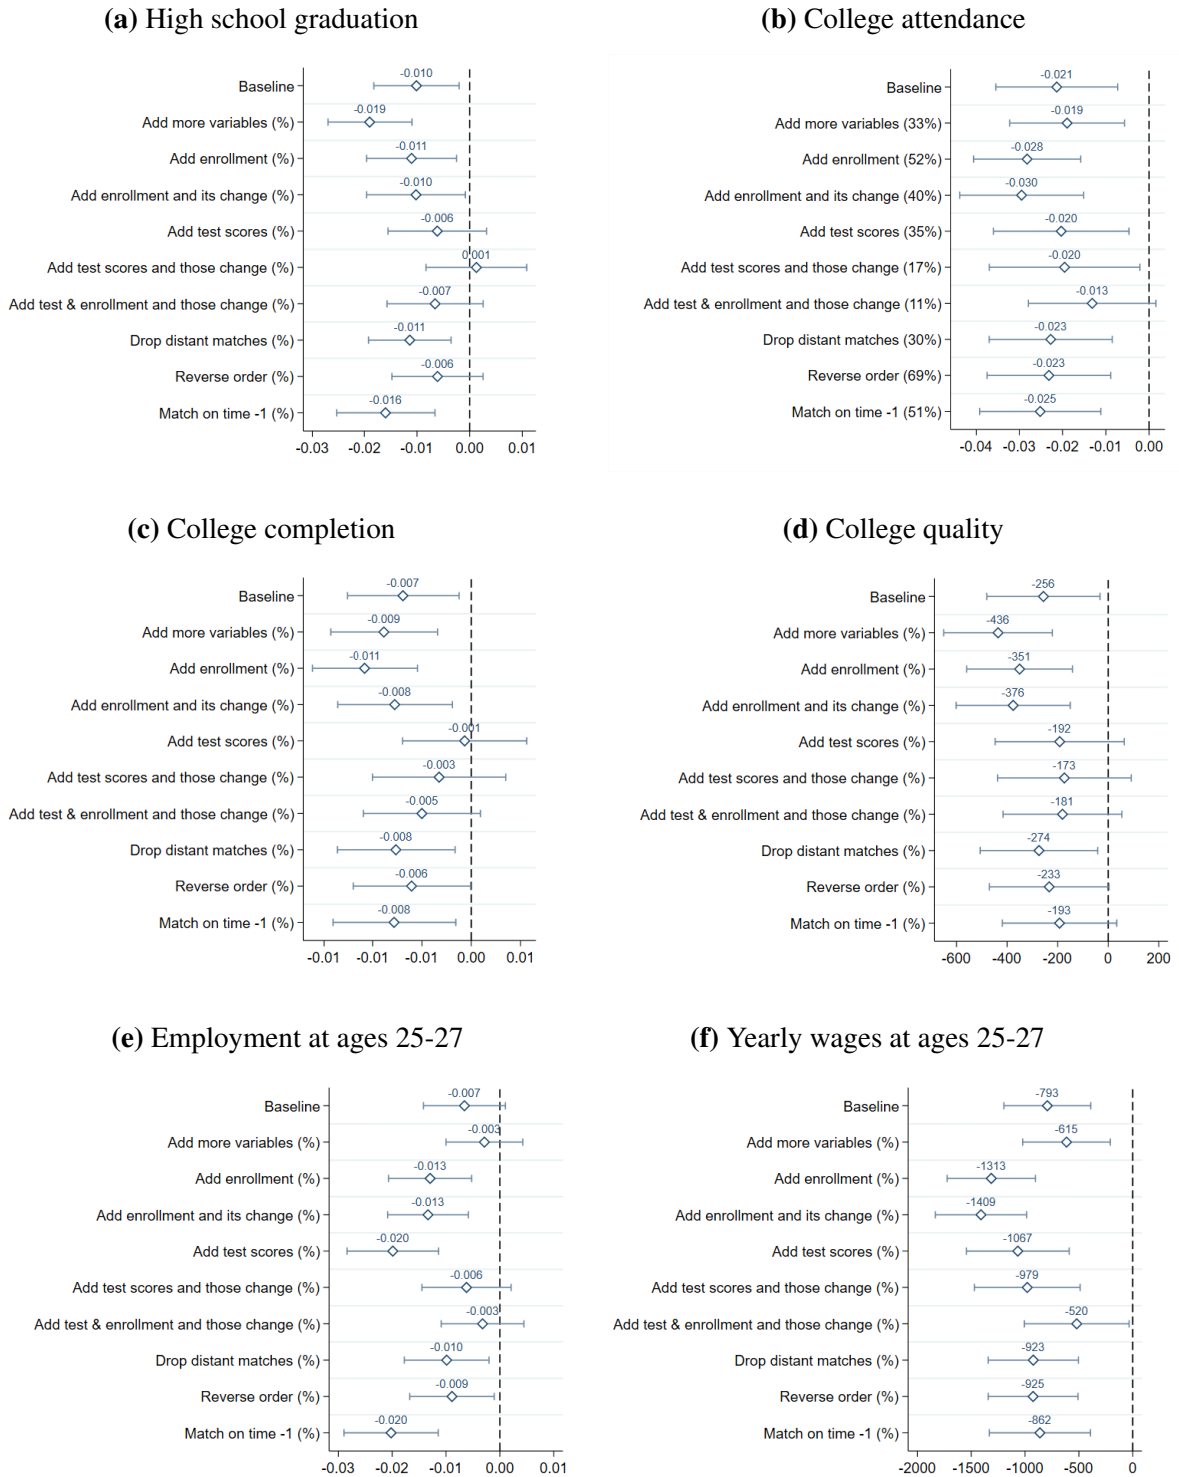 (a) High school graduation
Baseline
Add more variables (%)
Add enrollment (%)
Add enrollment and its change (%)
Add test scores (%)
Add test scores and those change (%)
Add test & enrollment and those change (%)
Drop distant matches (%)
Reverse order (%)
Match on time -1 (%)
-0.010
-0.019
-0.011
-0.010
-0.006
0.001
-0.007
-0.011
-0.006
-0.016
-0.03 -0.02 -0.01 0.00 0.01
(b) College attendance
Baseline
Add more variables (33%)
Add enrollment (52%)
Add enrollment and its change (40%)
Add test scores (35%)
Add test scores and those change (17%)
Add test & enrollment and those change (11%)
Drop distant matches (30%)
Reverse order (69%)
Match on time -1 (51%)
-0.021
-0.019
-0.028
-0.030
-0.020
-0.020
-0.013
-0.023
-0.023
-0.025
-0.04 -0.03 -0.02 -0.01 0.00
(c) College completion
Baseline
Add more variables (%)
Add enrollment (%)
Add enrollment and its change (%)
Add test scores (%)
Add test scores and those change (%)
Add test & enrollment and those change (%)
Drop distant matches (%)
Reverse order (%)
Match on time -1 (%)
-0.007
-0.009
-0.011
-0.008
-0.001
-0.003
-0.005
-0.008
-0.006
-0.008
-0.01 -0.01 -0.01 0.00 0.01
(d) College quality
Baseline
Add more variables (%)
Add enrollment (%)
Add enrollment and its change (%)
Add test scores (%)
Add test scores and those change (%)
Add test & enrollment and those change (%)
Drop distant matches (%)
Reverse order (%)
Match on time -1 (%)
-256
-436
-351
-376
-192
-173
-181
-274
-233
-193
-600 -400 -200 0 200
(e) Employment at ages 25-27
Baseline
Add more variables (%)
Add enrollment (%)
Add enrollment and its change (%)
Add test scores (%)
Add test scores and those change (%)
Add test & enrollment and those change (%)
Drop distant matches (%)
Reverse order (%)
Match on time -1 (%)
-0.007
-0.003
-0.013
-0.013
-0.020
-0.006
-0.003
-0.010
-0.009
-0.020
-0.03 -0.02 -0.01 0.00 0.01
(f) Yearly wages at ages 25-27
Baseline
Add more variables (%)
Add enrollment (%)
Add enrollment and its change (%)
Add test scores (%)
Add test scores and those change (%)
Add test & enrollment and those change (%)
Drop distant matches (%)
Reverse order (%)
Match on time -1 (%)
-793
-615
-1313
-1409
-1067
-979
-520
-923
-925
-862
-2000 -1500 -1000 -500 0